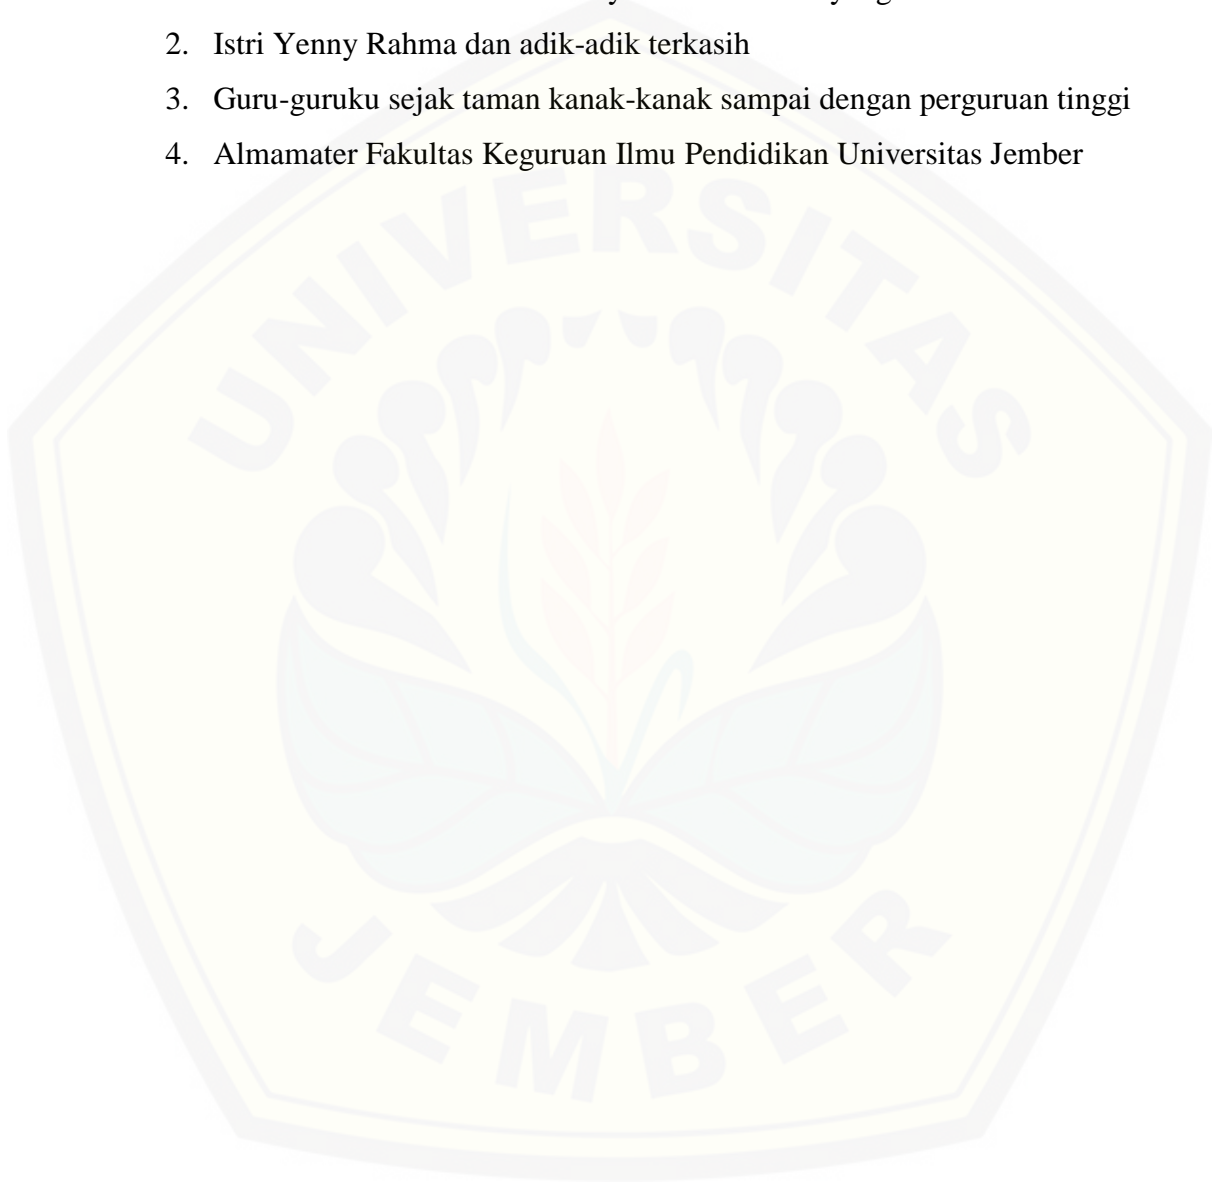 2. Istri Yenny Rahma dan adik-adik terkasih
3. Guru-guruku sejak taman kanak-kanak sampai dengan perguruan tinggi
4. Almamater Fakultas Keguruan Ilmu Pendidikan Universitas Jember
UNIVERSITAS
JEMBER